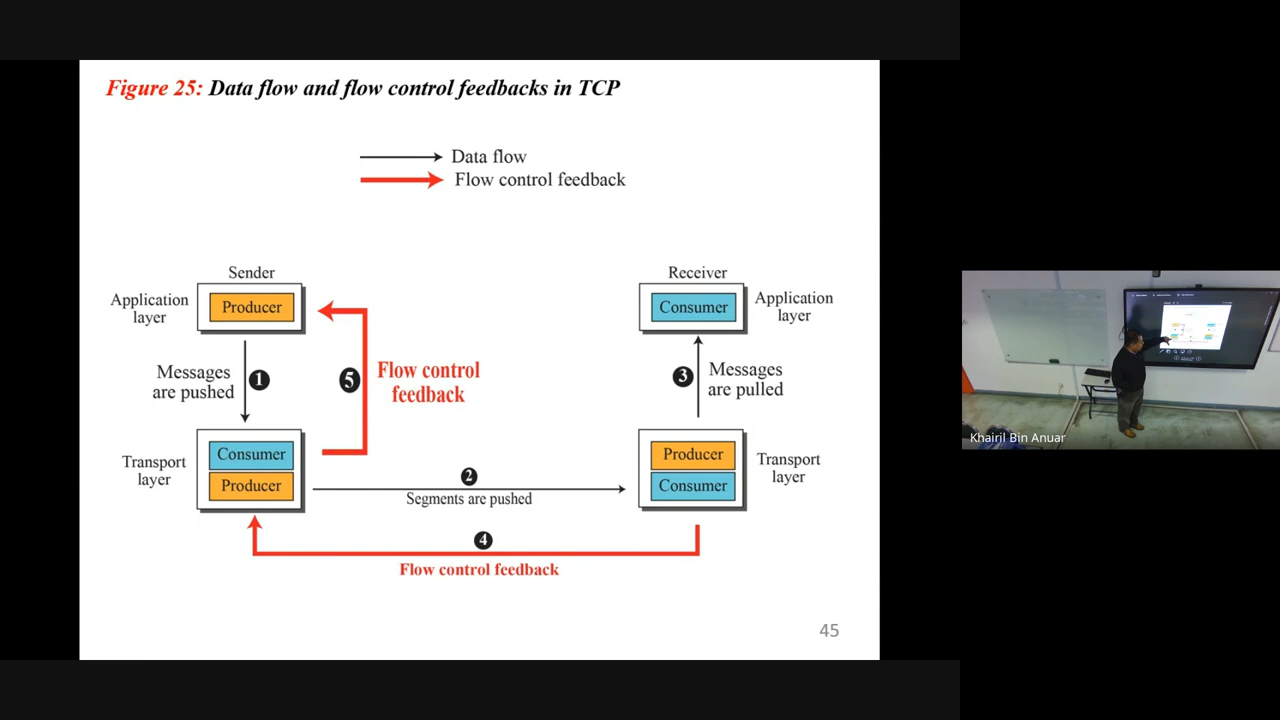 Figure 25: Data flow and flow control feedbacks in TCP
Data flow
Flow control feedback
Sender
Receiver
Application
layer
Producer
Consumer
Application
layer
Messages
are pushed
1
5
Flow control
feedback
3
Messages
are pulled
Transport
layer
Consumer
Producer
2
Segments are pushed
Producer
Consumer
Transport
layer
4
Flow control feedback
45
Khairil Bin Anuar